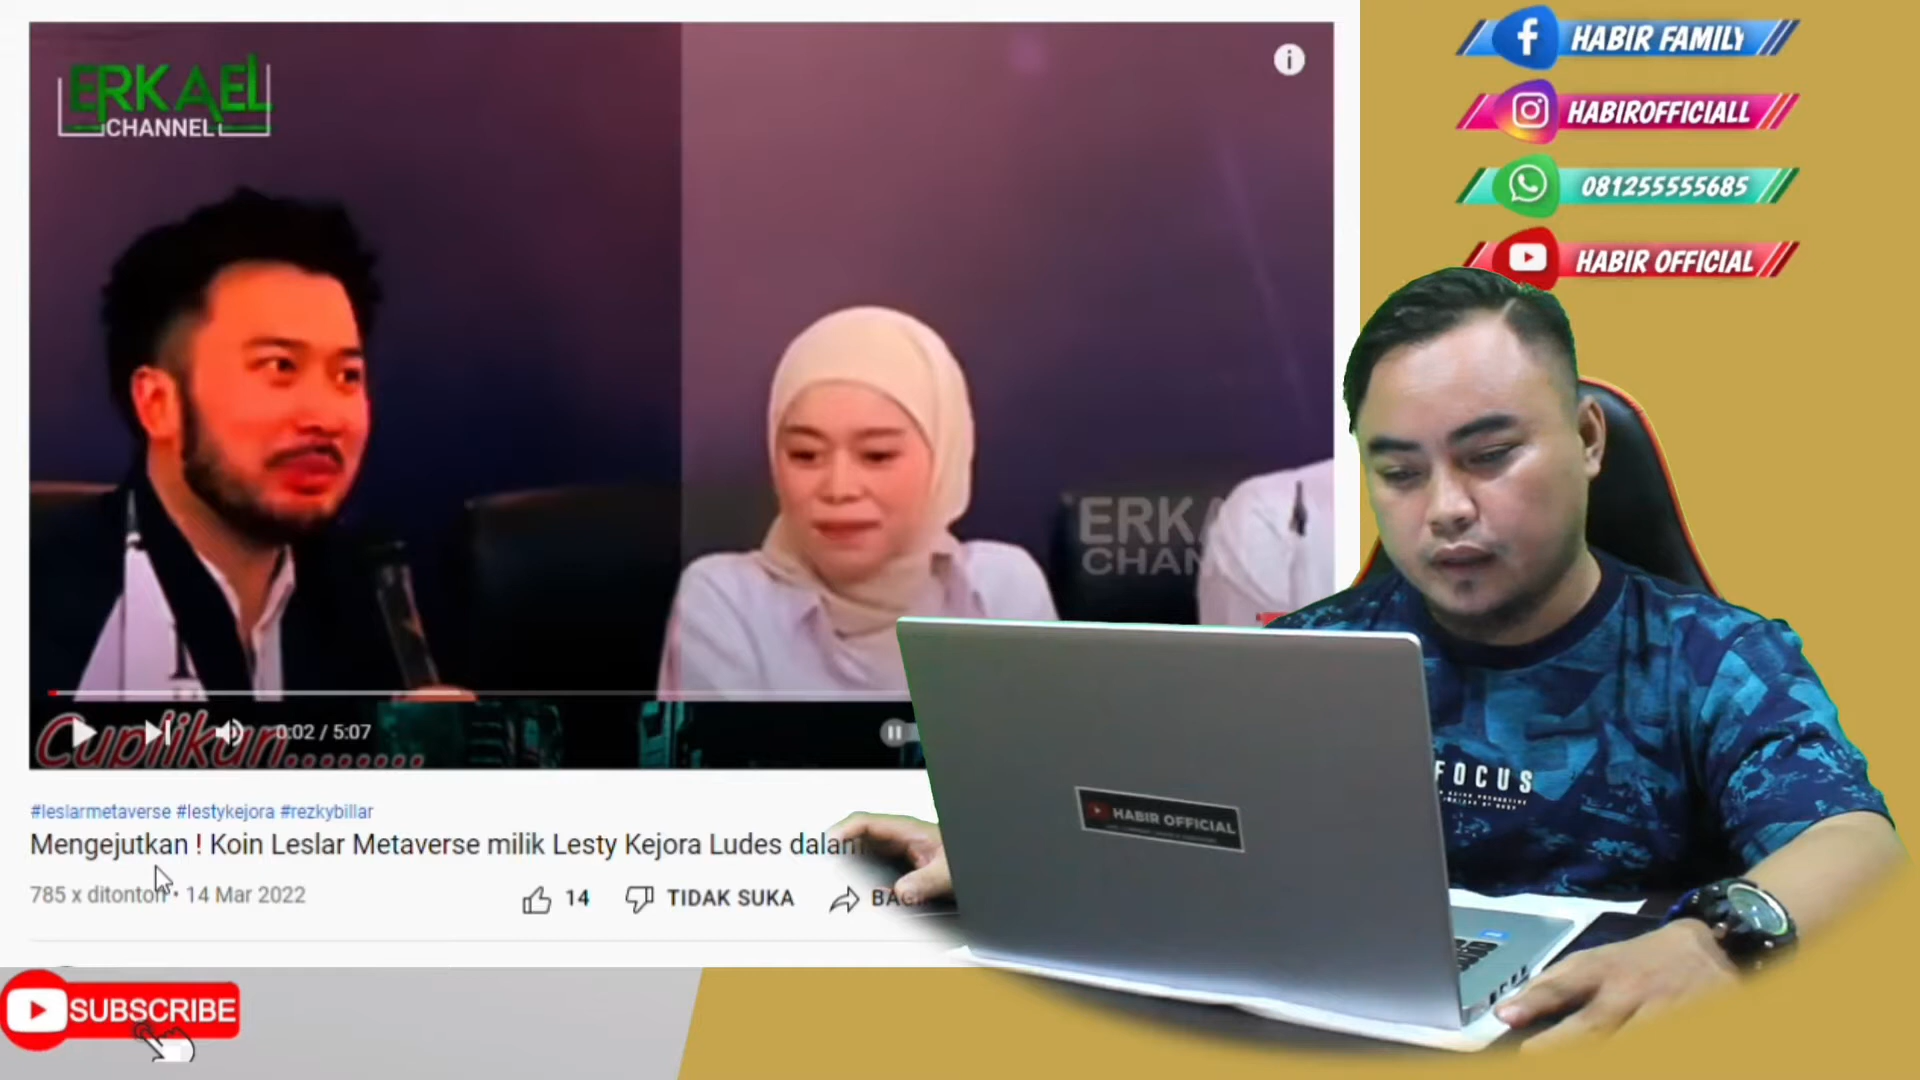 ERKAEL
CHANNEL
ERKA
CHAN
Cuplikan........
0:02 / 5:07
#leslarmetaverse #lestykejora #rezkybillar
Mengejutkan ! Koin Leslar Metaverse milik Lesty Kejora Ludes dalam
785 x ditonton • 14 Mar 2022
14
TIDAK SUKA
BAGI
SUBSCRIBE
HABIR FAMILY
HABIROFFICIALL
081255555685
HABIR OFFICIAL
FOCUS
HABIR OFFICIAL